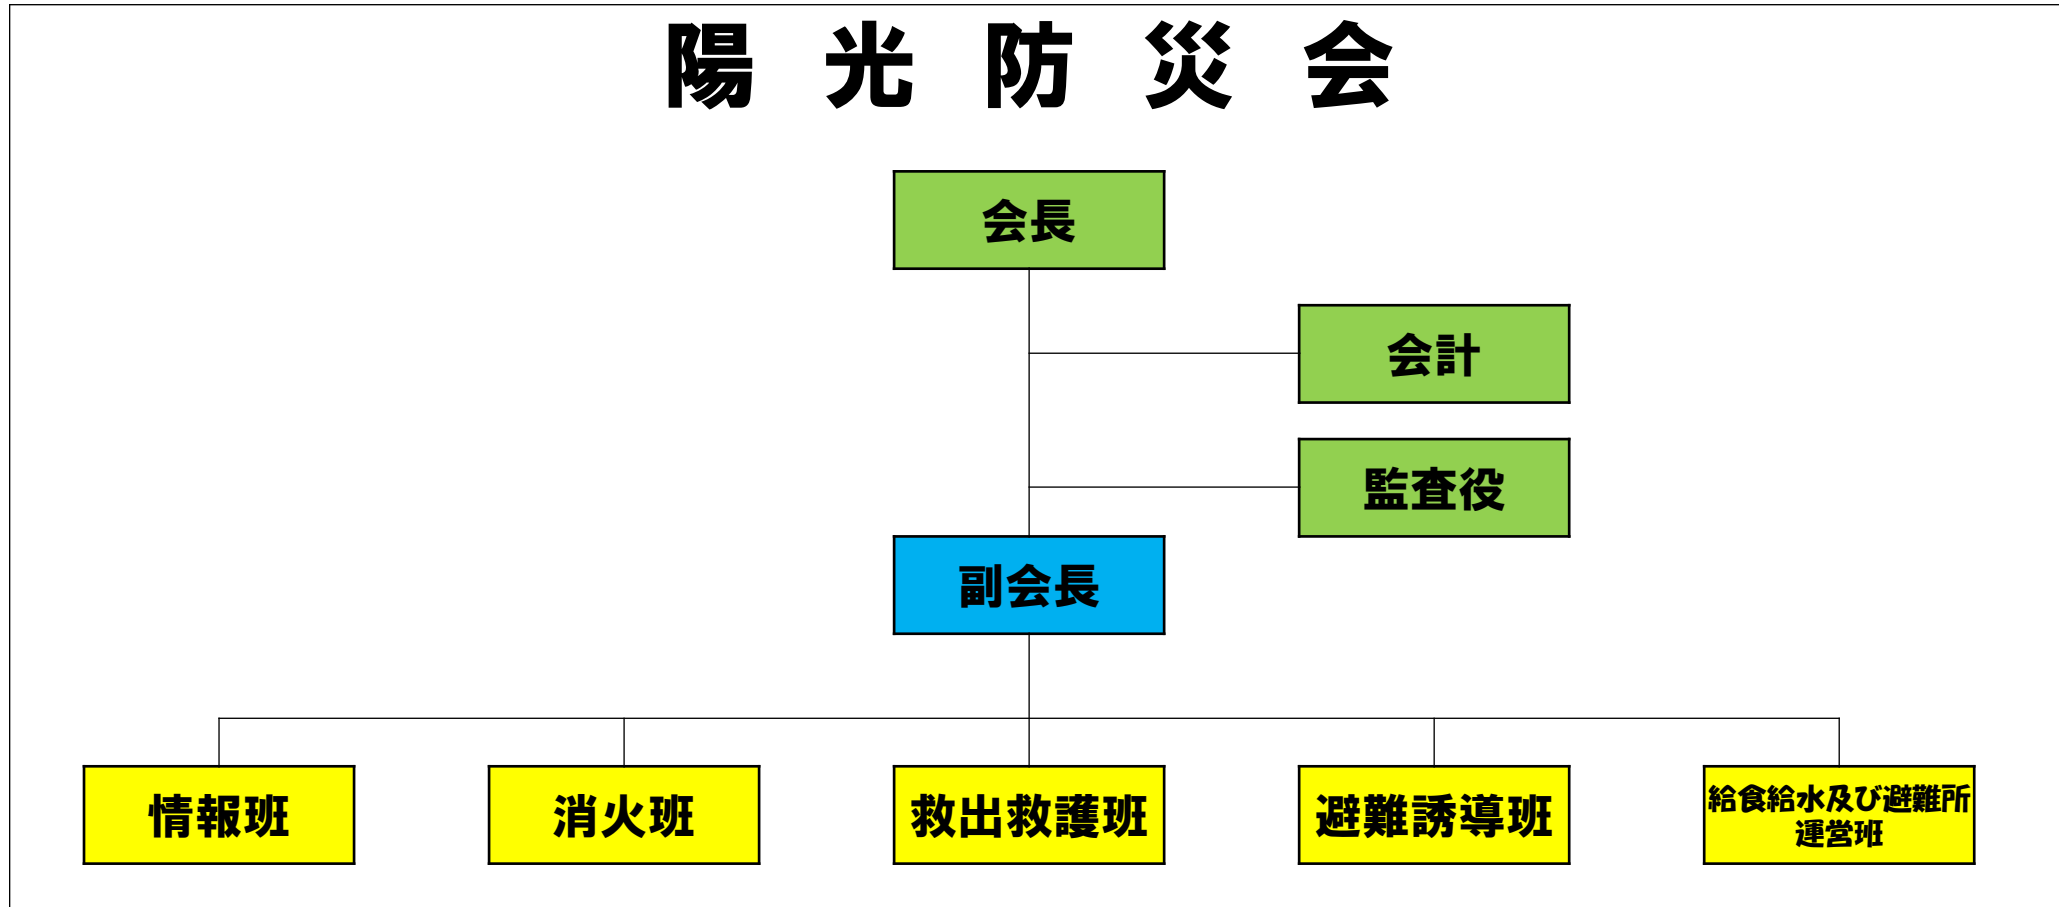 陽光防災会
会長
会計
監査役
副会長
情報班
消火班
救出救護班
避難誘導班
給食給水及び避難所
運営班